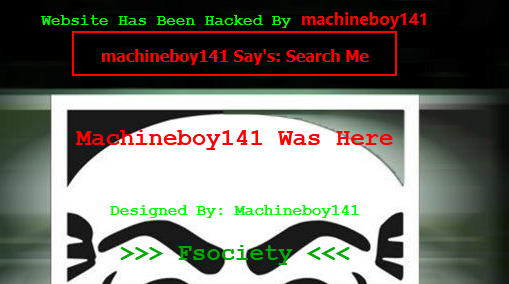 Website Has Been Hacked By machineboy141
machineboy141 Say's: Search Me
Machineboy141 Was Here
Designed By: Machineboy141
>>> Fsociety <<<